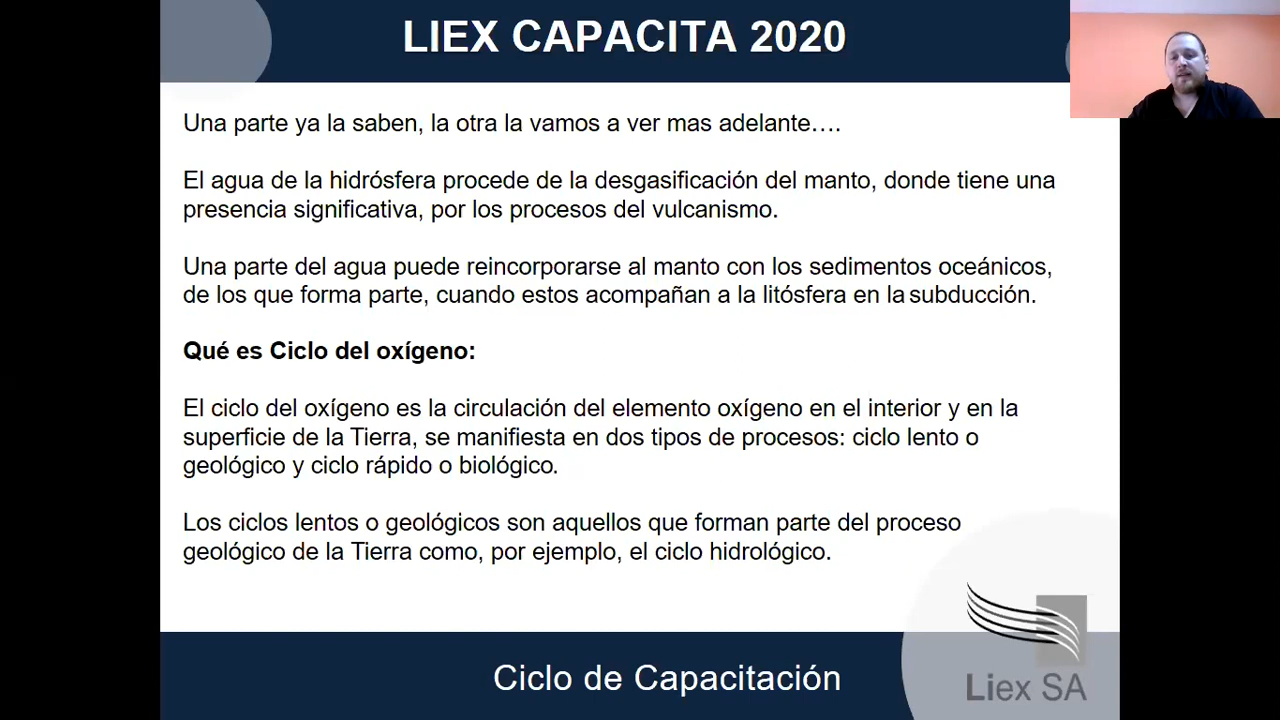 LIEX CAPACITA 2020
Una parte ya la saben, la otra la vamos a ver mas adelante….
El agua de la hidrósfera procede de la desgasificación del manto, donde tiene una
presencia significativa, por los procesos del vulcanismo.
Una parte del agua puede reincorporarse al manto con los sedimentos oceánicos,
de los que forma parte, cuando estos acompañan a la litósfera en la subducción.
Qué es Ciclo del oxígeno:
El ciclo del oxígeno es la circulación del elemento oxígeno en el interior y en la
superficie de la Tierra, se manifiesta en dos tipos de procesos: ciclo lento o
geológico y ciclo rápido o biológico.
Los ciclos lentos o geológicos son aquellos que forman parte del proceso
geológico de la Tierra como, por ejemplo, el ciclo hidrológico.
Ciclo de Capacitación
Liex SA